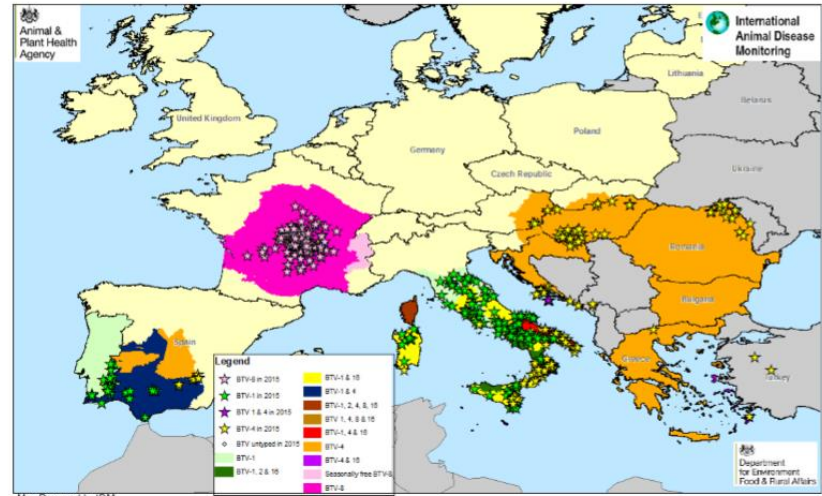 Animal &
Plant Health
Agency
International
Animal Disease
Monitoring
Lithuania
Belarus
United Kingdom
Germany
Poland
Czech Republic
Ukraine
Romania
Bulgaria
Spain
Greece
Turkey
Legend
BTV-8 in 2015
BTV-1 in 2015
BTV 1 & 4 in 2015
BTV-4 in 2015
BTV untyped in 2015
BTV-1
BTV-1, 2 & 16
BTV-1 & 16
BTV-1 & 4
BTV-1, 2, 4, 8, 16
BTV 1, 4, 8 & 16
BTV-1, 4 & 16
BTV-4
BTV-4 & 16
Seasonally free BTV-8
BTV-8
Department
for Environment
Food & Rural Affairs